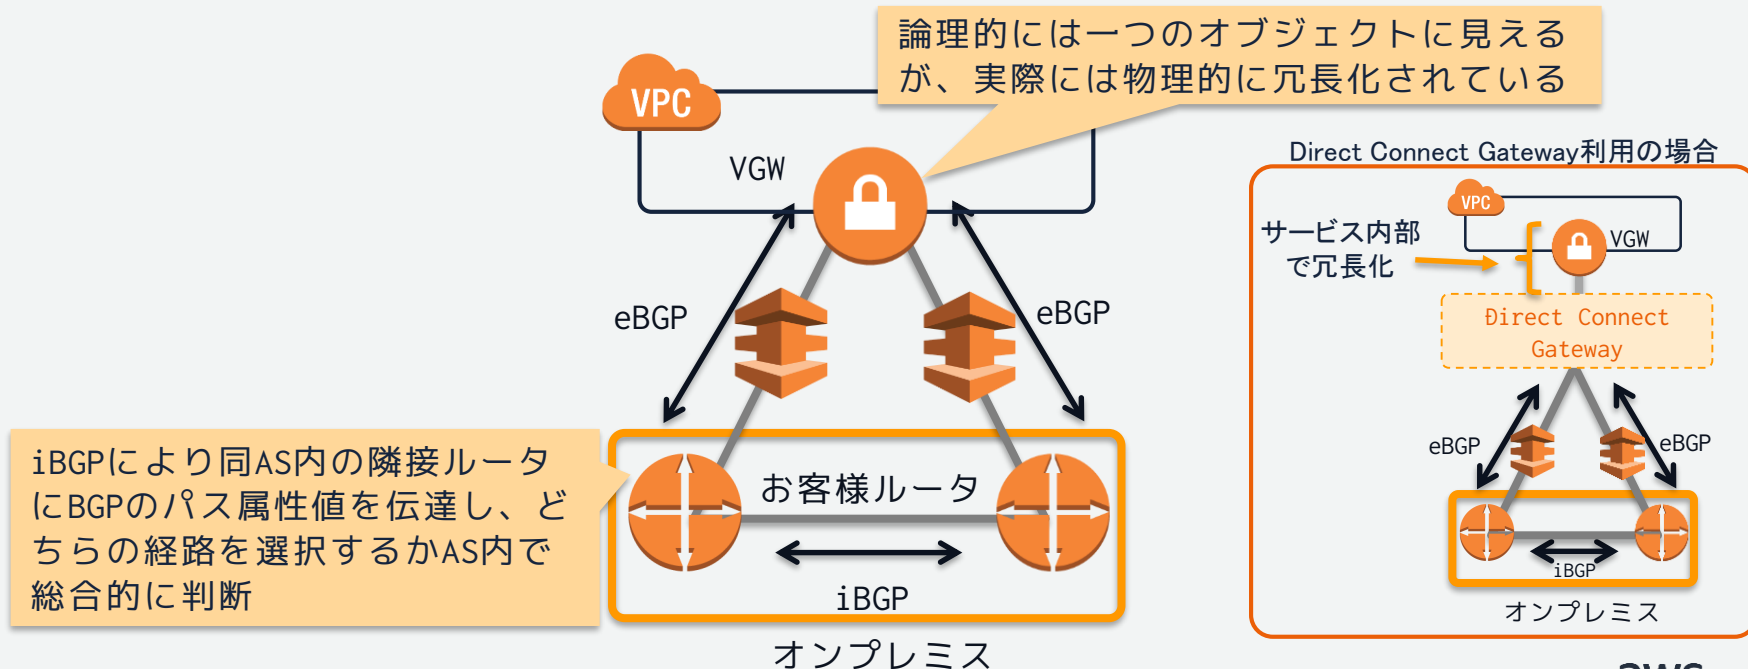 論理的には一つのオブジェクトに見える
が、実際には物理的に冗長化されている
VPC
VGW
eBGP
eBGP
iBGPにより同AS内の隣接ルータ
にBGPのパス属性値を伝達し、ど
ちらの経路を選択するかAS内で
総合的に判断
お客様ルータ
iBGP
オンプレミス
Direct Connect Gateway利用の場合
VPC
サービス内部
で冗長化
VGW
Direct Connect
Gateway
eBGP
eBGP
iBGP
オンプレミス
aws